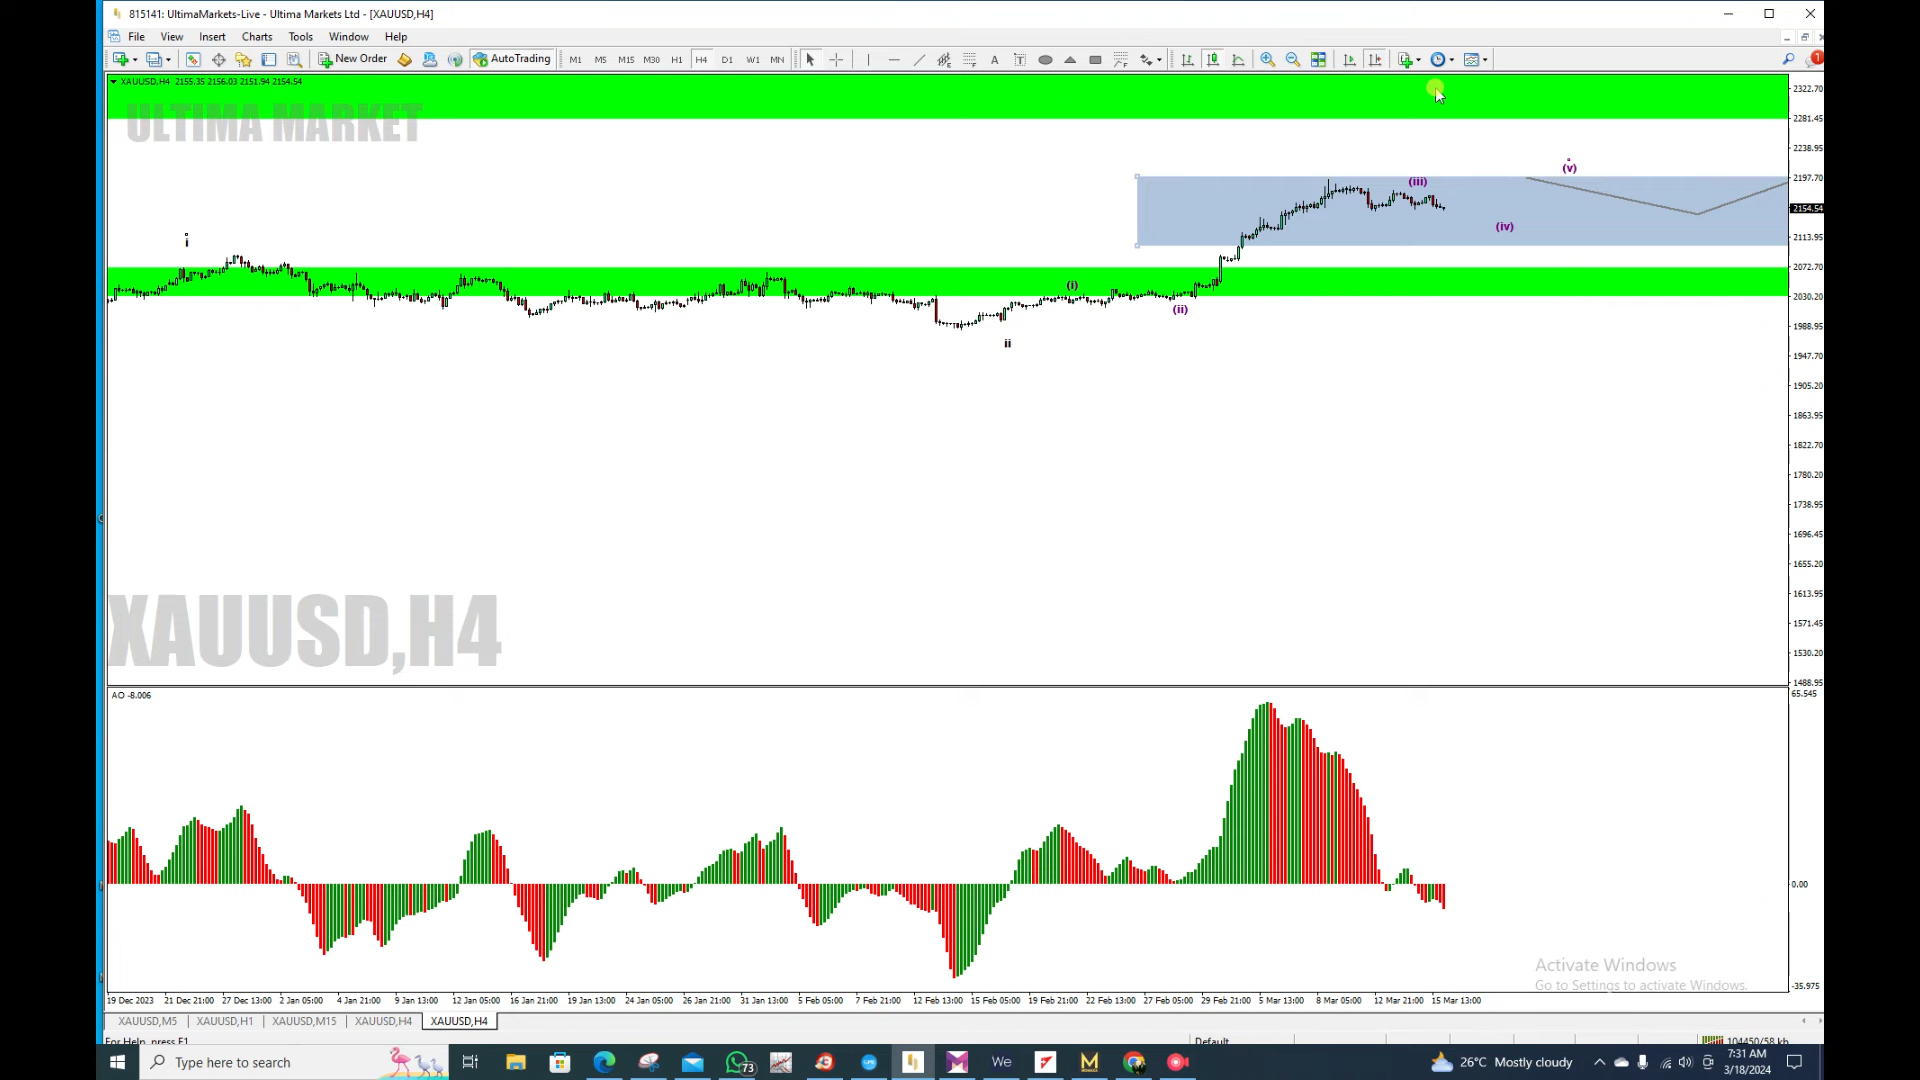 815141: UltimaMarkets-Live - Ultima Markets Ltd - [XAUUSD,H4]
File View Insert Charts Tools Window Help
New Order AutoTrading M1 M5 M15 M30 H1 H4 D1 W1 MN A T
1
XAUUSD,H4 2155.35 2156.03 2151.94 2154.54
ULTIMA MARKET
2322.70
2281.45
2238.95
2197.70
2154.54
2113.95
2072.70
2030.20
1988.95
1947.70
1905.20
1863.95
1822.70
1780.20
1738.95
1696.45
1655.20
1613.95
1571.45
1530.20
1488.95
(v)
(iii)
(iv)
i
(i)
(ii)
ii
XAUUSD,H4
AO -8.006
65.545
0.00
-35.975
Activate Windows
Go to Settings to activate Windows.
19 Dec 2023 21 Dec 21:00 27 Dec 13:00 2 Jan 05:00 4 Jan 21:00 9 Jan 13:00 12 Jan 05:00 16 Jan 21:00 19 Jan 13:00 24 Jan 05:00 26 Jan 21:00 31 Jan 13:00 5 Feb 05:00 7 Feb 21:00 12 Feb 13:00 15 Feb 05:00 19 Feb 21:00 22 Feb 13:00 27 Feb 05:00 29 Feb 21:00 5 Mar 13:00 8 Mar 05:00 12 Mar 21:00 15 Mar 13:00
XAUUSD,M5 XAUUSD,H1 XAUUSD,M15 XAUUSD,H4 XAUUSD,H4
For Help, press F1 Default 104450/58 kb
Type here to search 73 We M 26°C Mostly cloudy 7:31 AM
3/18/2024